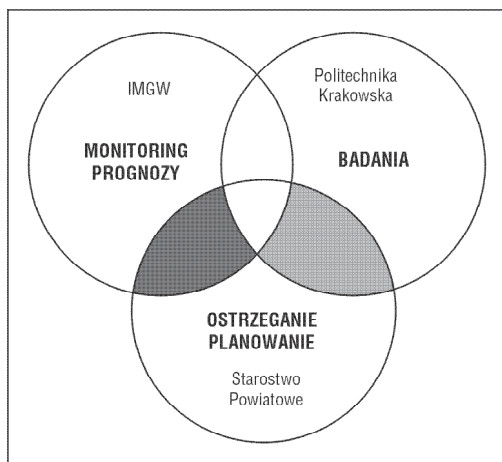 IMGW
MONITORING
PROGNOZY
Politechnika
Krakowska
BADANIA
OSTRZEGANIE
PLANOWANIE
Starostwo
Powiatowe